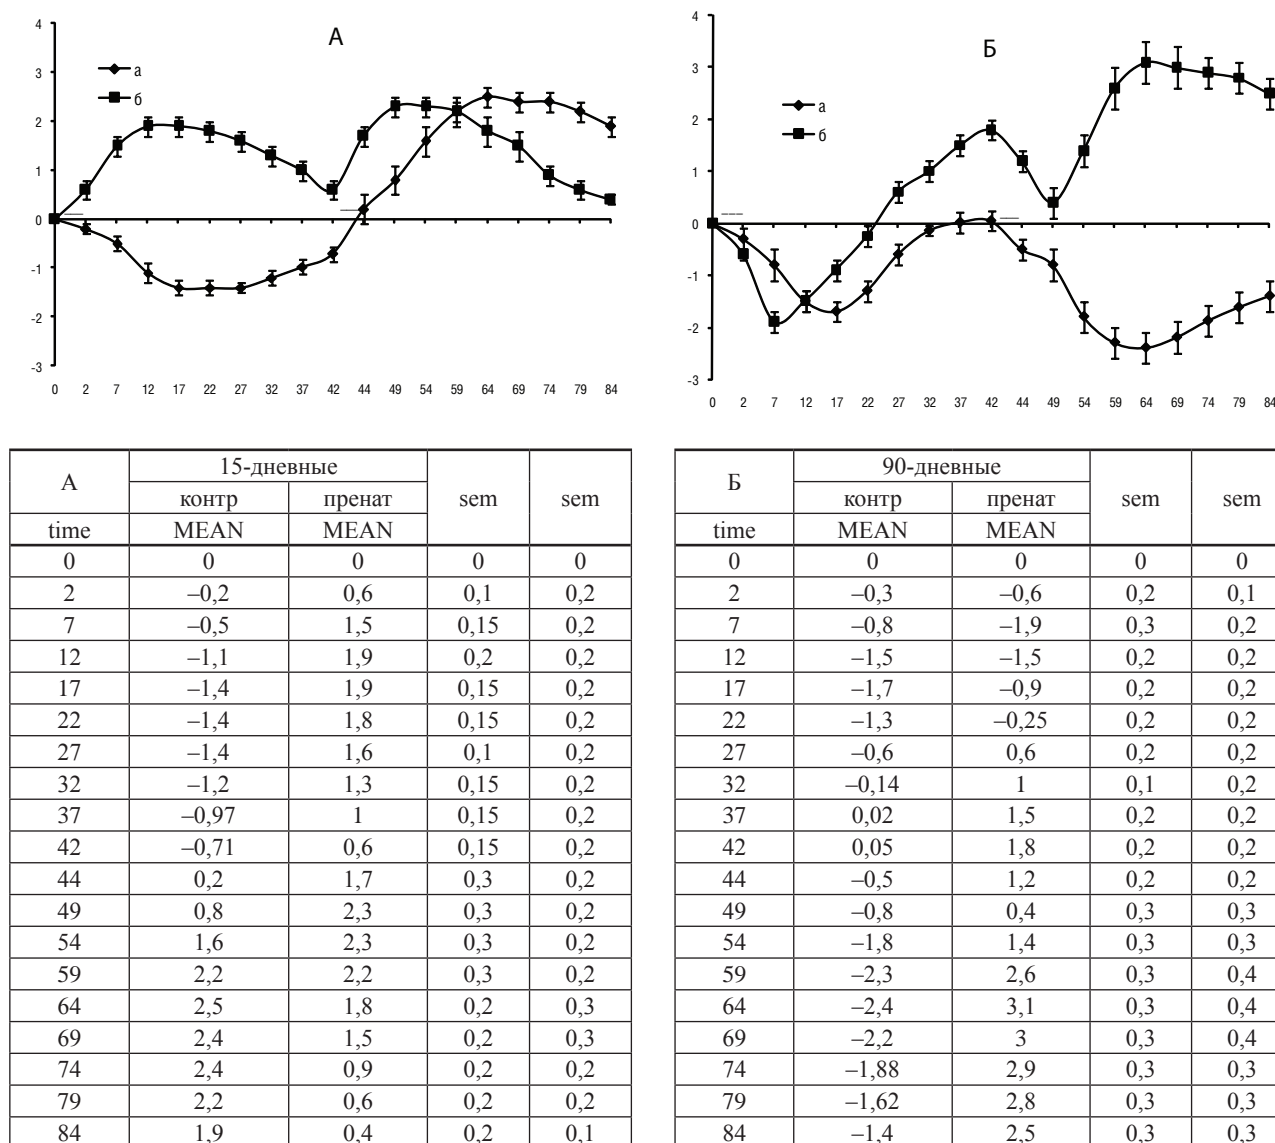 А
4
3
2
1
0
-1
-2
-3
а
б
0 2 7 12 17 22 27 32 37 42 44 49 54 59 64 69 74 79 84
Б
4
3
2
1
0
-1
-2
-3
а
б
0 2 7 12 17 22 27 32 37 42 44 49 54 59 64 69 74 79 84
А 15-дневные sem sem
контр пренат
time MEAN MEAN
0 0 0 0 0
2 –0,2 0,6 0,1 0,2
7 –0,5 1,5 0,15 0,2
12 –1,1 1,9 0,2 0,2
17 –1,4 1,9 0,15 0,2
22 –1,4 1,8 0,15 0,2
27 –1,4 1,6 0,1 0,2
32 –1,2 1,3 0,15 0,2
37 –0,97 1 0,15 0,2
42 –0,71 0,6 0,15 0,2
44 0,2 1,7 0,3 0,2
49 0,8 2,3 0,3 0,2
54 1,6 2,3 0,3 0,2
59 2,2 2,2 0,3 0,2
64 2,5 1,8 0,2 0,3
69 2,4 1,5 0,2 0,3
74 2,4 0,9 0,2 0,2
79 2,2 0,6 0,2 0,2
84 1,9 0,4 0,2 0,1
Б 90-дневные sem sem
контр пренат
time MEAN MEAN
0 0 0 0 0
2 –0,3 –0,6 0,2 0,1
7 –0,8 –1,9 0,3 0,2
12 –1,5 –1,5 0,2 0,2
17 –1,7 –0,9 0,2 0,2
22 –1,3 –0,25 0,2 0,2
27 –0,6 0,6 0,2 0,2
32 –0,14 1 0,1 0,2
37 0,02 1,5 0,2 0,2
42 0,05 1,8 0,2 0,2
44 –0,5 1,2 0,2 0,2
49 –0,8 0,4 0,3 0,3
54 –1,8 1,4 0,3 0,3
59 –2,3 2,6 0,3 0,4
64 –2,4 3,1 0,3 0,4
69 –2,2 3 0,3 0,4
74 –1,88 2,9 0,3 0,3
79 –1,62 2,8 0,3 0,3
84 –1,4 2,5 0,3 0,3